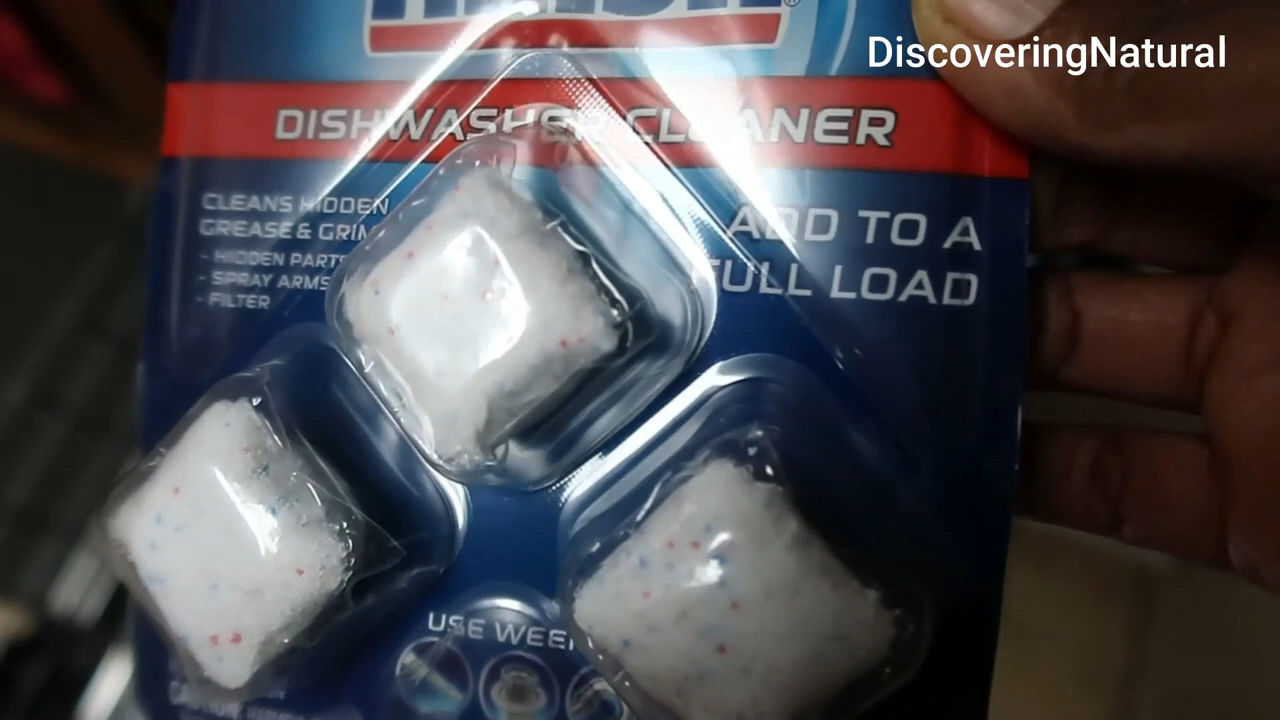 DiscoveringNatural
DISHWASHER CLEANER
CLEANS HIDDEN
GREASE & GRIM
- HIDDEN PARTS
- SPRAY ARMS
- FILTER
ADD TO A
FULL LOAD
USE WEE